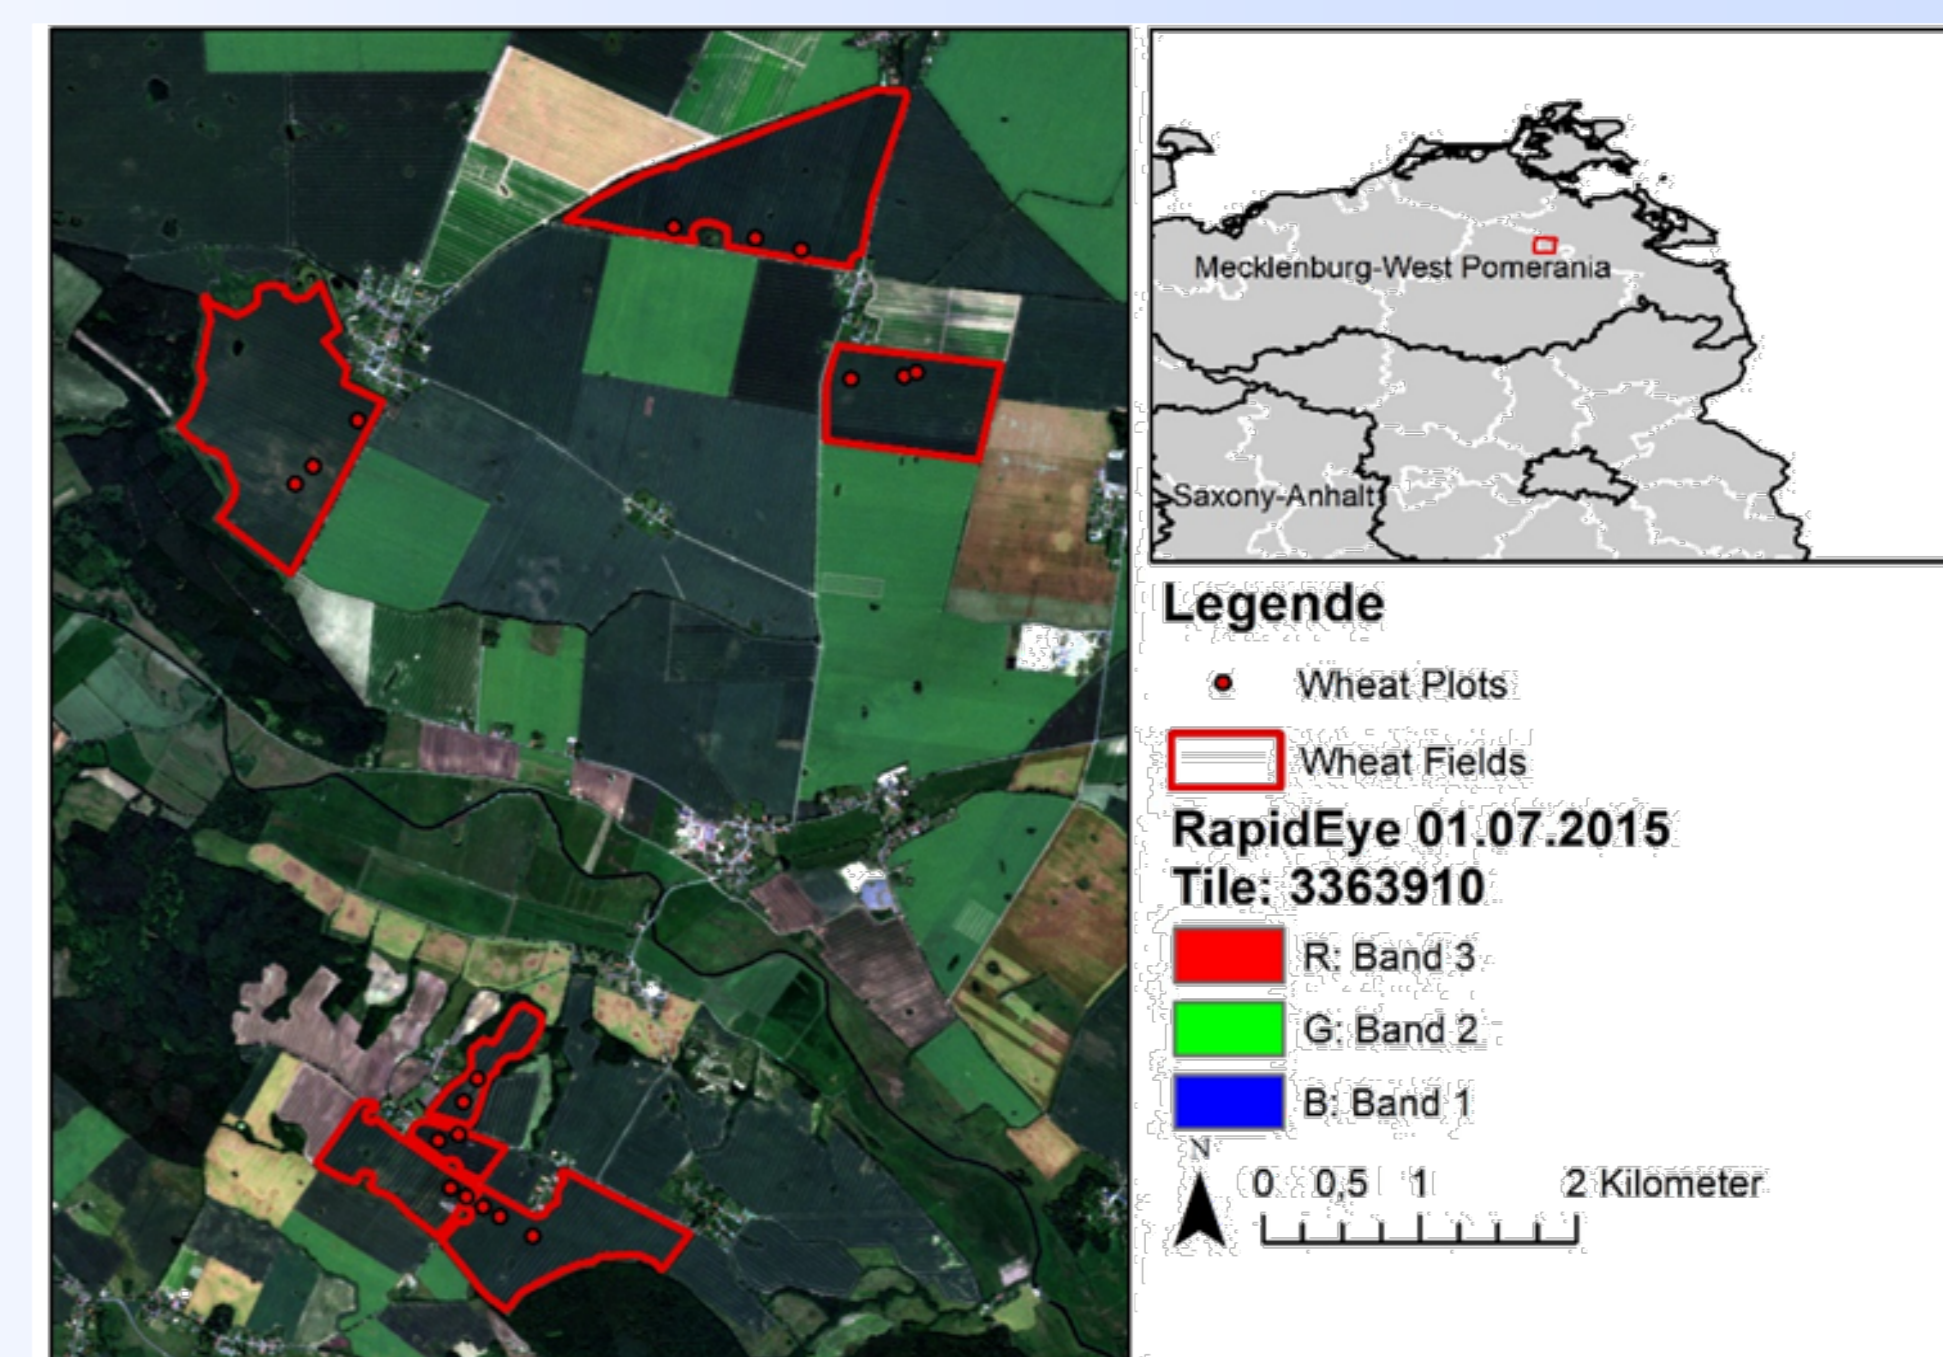 Mecklenburg-West Pomerania
Saxony-Anhalt
Legende
Wheat Plots
Wheat Fields
RapidEye 01.07.2015
Tile: 3363910
R: Band 3
G: Band 2
B: Band 1
N
0 0,5 1 2 Kilometer